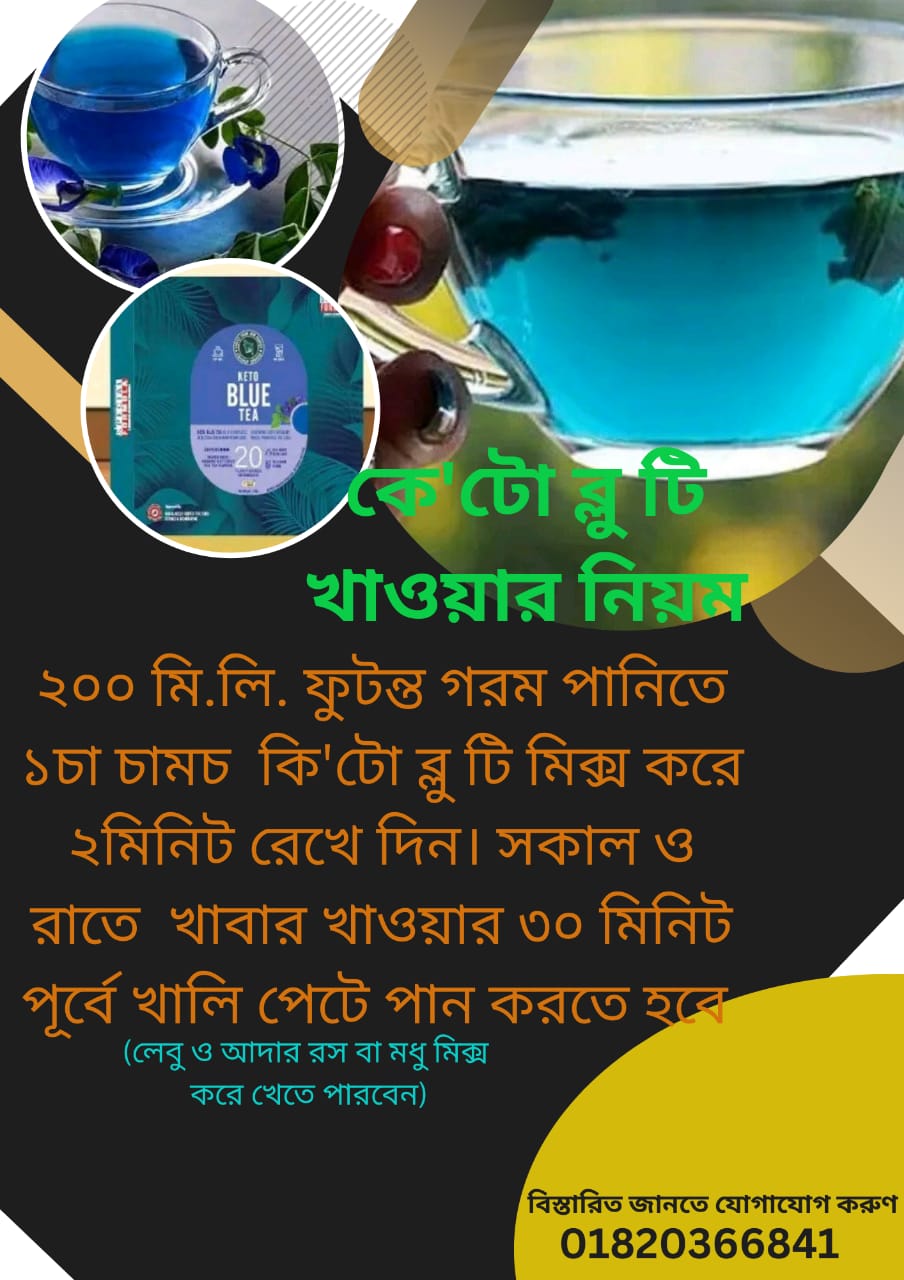 KETO
BLUE
TEA
20
কে'টো ব্লু টি
খাওয়ার নিয়ম
২০০ মি.লি. ফুটন্ত গরম পানিতে
১চা চামচ কি'টো ব্লু টি মিক্স করে
২মিনিট রেখে দিন। সকাল ও
রাতে খাবার খাওয়ার ৩০ মিনিট
পূর্বে খালি পেটে পান করতে হবে
(লেবু ও আদার রস বা মধু মিক্স
করে খেতে পারবেন)
বিস্তারিত জানতে যোগাযোগ করুণ
01820366841